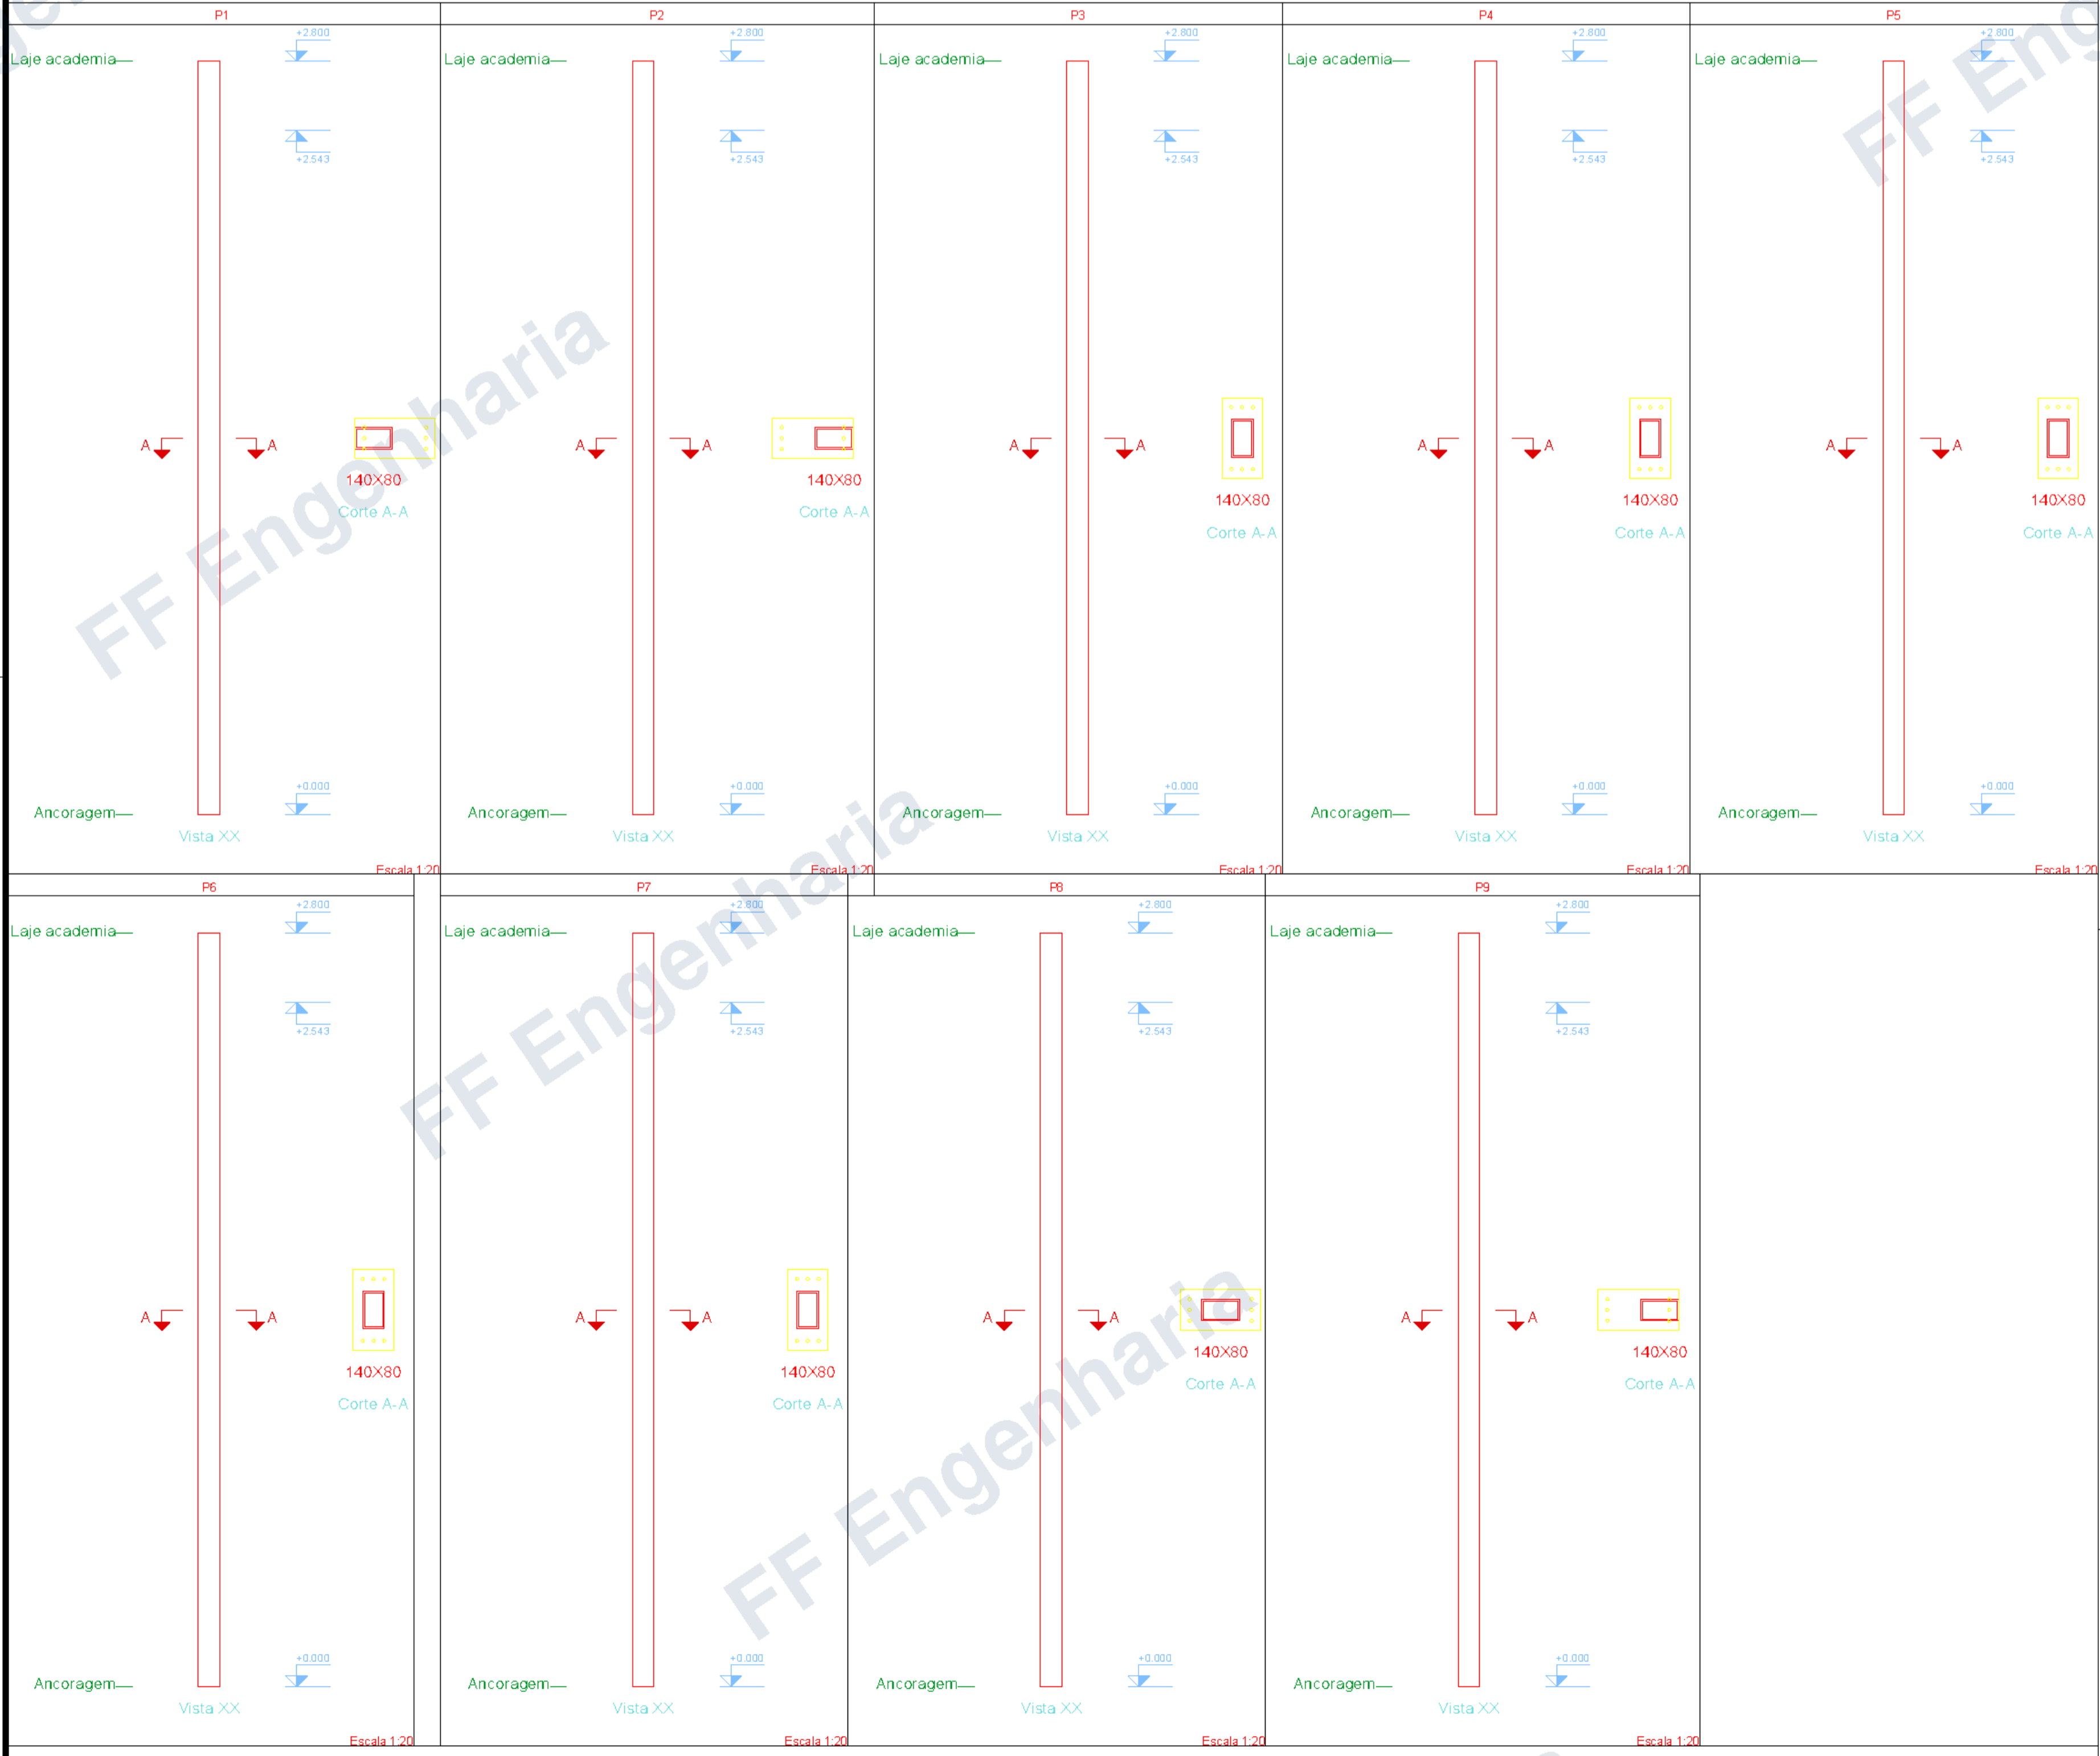 P1
+2.800
Laje academia
+2.543
A A
140X80
Corte A-A
+0.000
Ancoragem
Vista XX
Escala 1:20
P2
+2.800
Laje academia
+2.543
A A
140X80
Corte A-A
+0.000
Ancoragem
Vista XX
Escala 1:20
P3
+2.800
Laje academia
+2.543
A A
140X80
Corte A-A
+0.000
Ancoragem
Vista XX
Escala 1:20
P4
+2.800
Laje academia
+2.543
A A
140X80
Corte A-A
+0.000
Ancoragem
Vista XX
Escala 1:20
P5
+2.800
Laje academia
+2.543
A A
140X80
Corte A-A
+0.000
Ancoragem
Vista XX
Escala 1:20
P6
+2.800
Laje academia
+2.543
A A
140X80
Corte A-A
+0.000
Ancoragem
Vista XX
Escala 1:20
P7
+2.800
Laje academia
+2.543
A A
140X80
Corte A-A
+0.000
Ancoragem
Vista XX
Escala 1:20
P8
+2.800
Laje academia
+2.543
A A
140X80
Corte A-A
+0.000
Ancoragem
Vista XX
Escala 1:20
P9
+2.800
Laje academia
+2.543
A A
140X80
Corte A-A
+0.000
Ancoragem
Vista XX
Escala 1:20
FF Engenharia
FF Engenharia
FF Engenharia
FF Eng